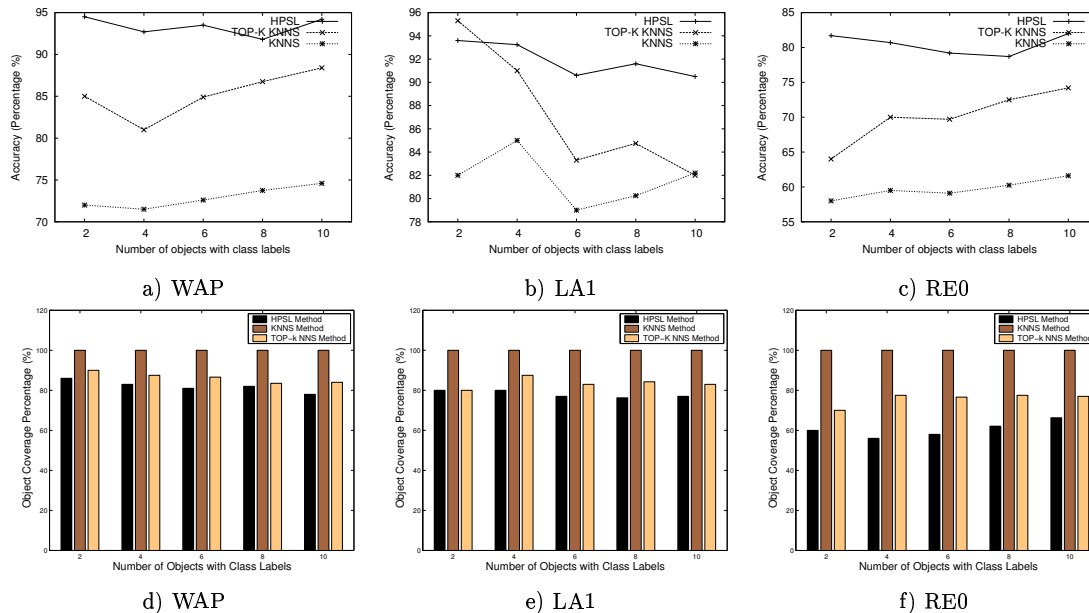 95
90
85
80
75
70
2
4
6
8
10
Accuracy (Percentage %)
Number of objects with class labels
HPSL
TOP-K KNNS
KNNS
a) WAP
96
94
92
90
88
86
84
82
80
78
2
4
6
8
10
Accuracy (Percentage %)
Number of objects with class labels
HPSL
TOP-K KNNS
KNNS
b) LA1
85
80
75
70
65
60
55
2
4
6
8
10
Accuracy (Percentage %)
Number of objects with class labels
HPSL
TOP-K KNNS
KNNS
c) RE0
120
100
80
60
40
20
0
2
4
6
8
10
Object Coverage Percentage (%)
Number of Objects with Class Labels
HPSL Method
KNNS Method
TOP-k NNS Method
d) WAP
120
100
80
60
40
20
0
2
4
6
8
10
Object Coverage Percentage (%)
Number of Objects with Class Labels
HPSL Method
KNNS Method
TOP-K NNS Method
e) LA1
120
100
80
60
40
20
0
2
4
6
8
10
Object Coverage Percentage (%)
Number of Objects with Class Labels
HPSL Method
KNNS Method
TOP-k NNS Method
f) RE0